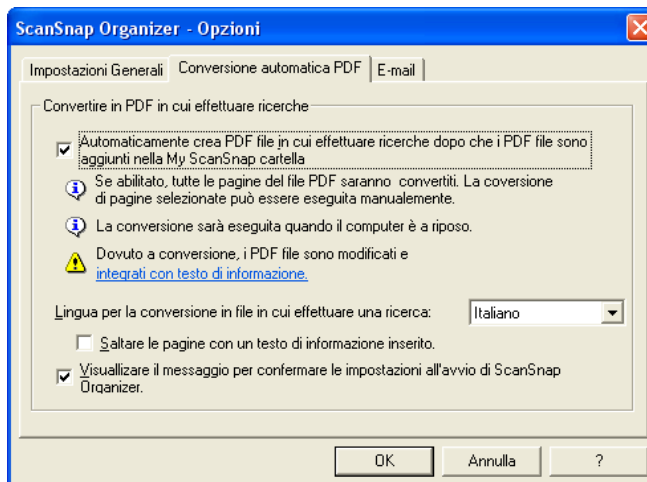 ScanSnap Organizer - Opzioni
Impostazioni Generali Conversione automatica PDF E-mail
Convertire in PDF in cui effettuare ricerche
Automaticamente crea PDF file in cui effettuare ricerche dopo che i PDF file sono
aggiunti nella My ScanSnap cartella
Se abilitato, tutte le pagine del file PDF saranno convertiti. La coversione
di pagine selezionate può essere eseguita manualemente.
La conversione sarà eseguita quando il computer è a riposo.
Dovuto a conversione, i PDF file sono modificati e
integrati con testo di informazione.
Lingua per la conversione in file in cui effettuare una ricerca: Italiano
Saltare le pagine con un testo di informazione inserito.
Visualizzare il messaggio per confermare le impostazioni all'avvio di ScanSnap
Organizer.
OK Annulla ?